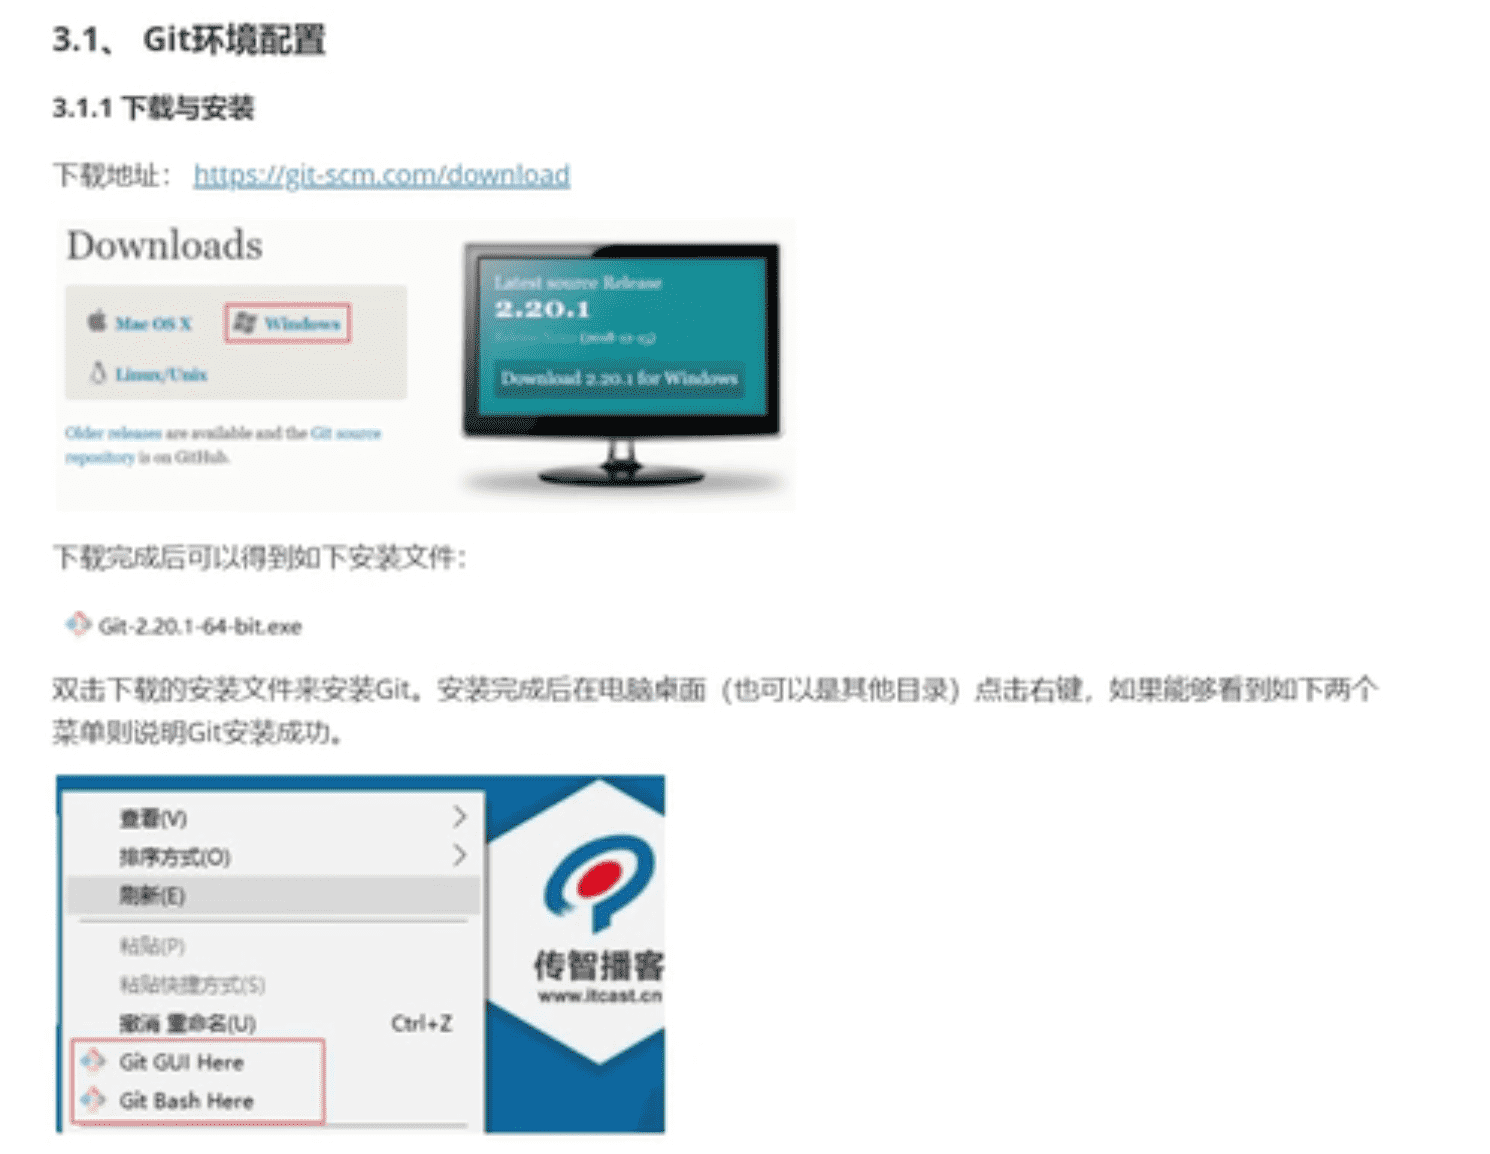 3.1、 Git环境配置
3.1.1 下载与安装
下载地址： https://git-scm.com/download
Downloads
Mac OS X
Windows
Linux/Unix
Older releases are available and the Git source
repository is on GitHub.
Latest source Release
2.20.1
Release Notes (2018-12-15)
Download 2.20.1 for Windows
下载完成后可以得到如下安装文件：
Git-2.20.1-64-bit.exe
双击下载的安装文件来安装Git。安装完成后在电脑桌面（也可以是其他目录）点击右键，如果能够看到如下两个
菜单则说明Git安装成功。
查看(V)
排序方式(O)
刷新(E)
粘贴(P)
粘贴快捷方式(S)
撤消 重命名(U) Ctrl+Z
Git GUI Here
Git Bash Here
传智播客
www.itcast.cn